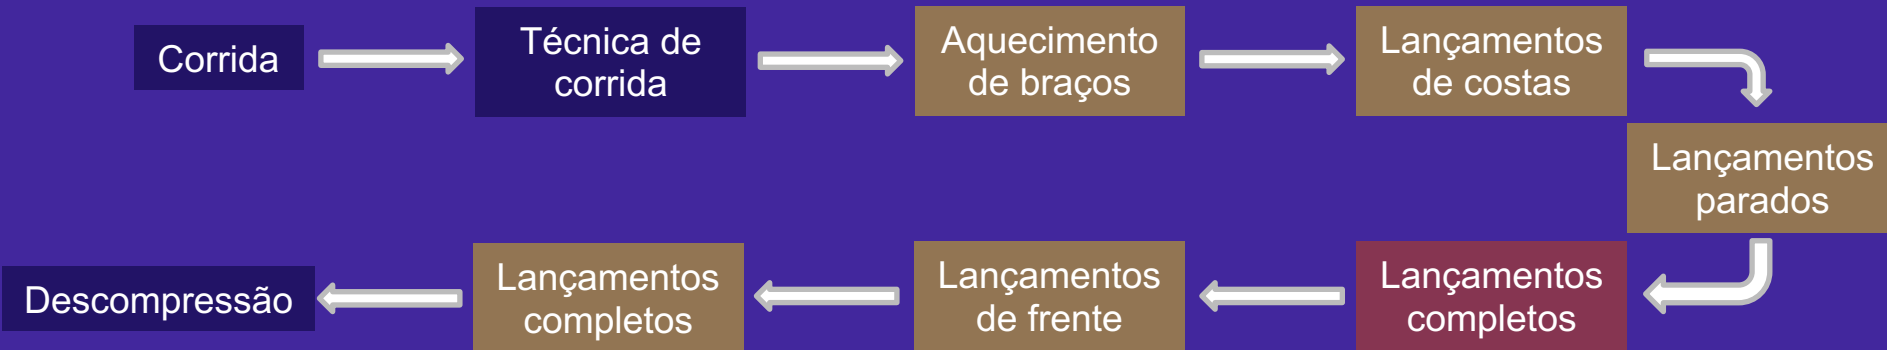 Corrida
Técnica de
corrida
Aquecimento
de braços
Lançamentos
de costas
Lançamentos
parados
Lançamentos
completos
Lançamentos
de frente
Lançamentos
completos
Descompressão